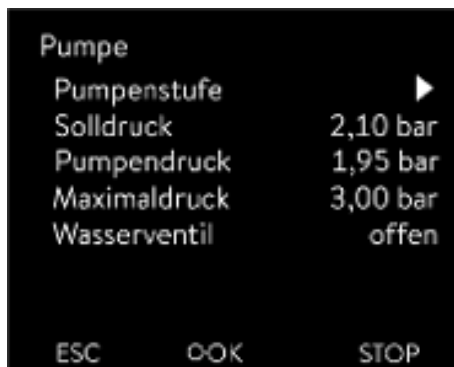 Pumpe
Pumpenstufe
Solldruck 2,10 bar
Pumpendruck 1,95 bar
Maximaldruck 3,00 bar
Wasserventil offen
ESC OOK STOP